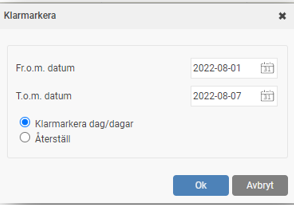 Klarmarkera
Fr.o.m. datum 2022-08-01
T.o.m. datum 2022-08-07
Klarmarkera dag/dagar
Återställ
Ok Avbryt